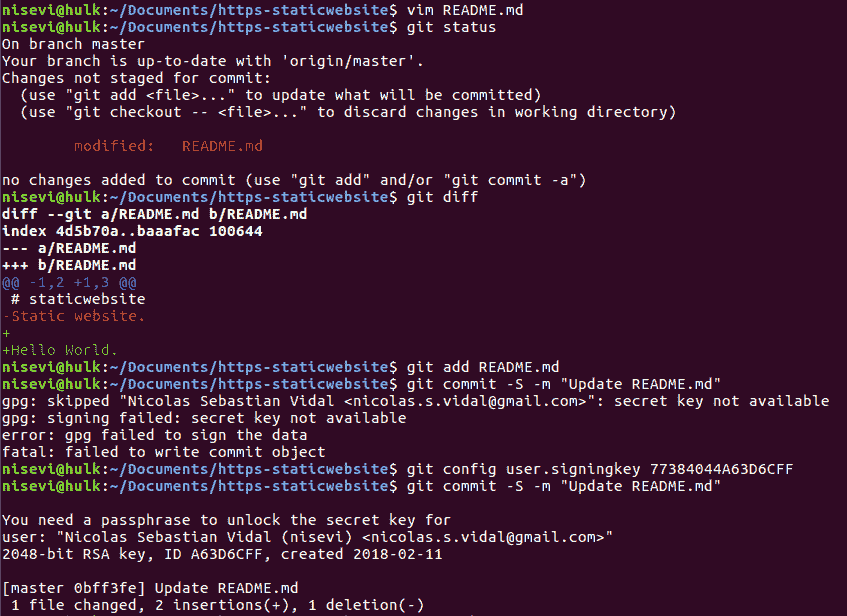 nisevi@hulk:~/Documents/https-staticwebsite$ vim README.md
nisevi@hulk:~/Documents/https-staticwebsite$ git status
On branch master
Your branch is up-to-date with 'origin/master'.
Changes not staged for commit:
  (use "git add <file>..." to update what will be committed)
  (use "git checkout -- <file>..." to discard changes in working directory)
        modified:   README.md
no changes added to commit (use "git add" and/or "git commit -a")
nisevi@hulk:~/Documents/https-staticwebsite$ git diff
diff --git a/README.md b/README.md
index 4d5b70a..baaafac 100644
--- a/README.md
+++ b/README.md
@@ -1,2 +1,3 @@
 # staticwebsite
-Static website.
+
+Hello World.
nisevi@hulk:~/Documents/https-staticwebsite$ git add README.md
nisevi@hulk:~/Documents/https-staticwebsite$ git commit -S -m "Update README.md"
gpg: skipped "Nicolas Sebastian Vidal <nicolas.s.vidal@gmail.com>": secret key not available
gpg: signing failed: secret key not available
error: gpg failed to sign the data
fatal: failed to write commit object
nisevi@hulk:~/Documents/https-staticwebsite$ git config user.signingkey 77384044A63D6CFF
nisevi@hulk:~/Documents/https-staticwebsite$ git commit -S -m "Update README.md"
You need a passphrase to unlock the secret key for
user: "Nicolas Sebastian Vidal (nisevi) <nicolas.s.vidal@gmail.com>"
2048-bit RSA key, ID A63D6CFF, created 2018-02-11
[master 0bff3fe] Update README.md
 1 file changed, 2 insertions(+), 1 deletion(-)